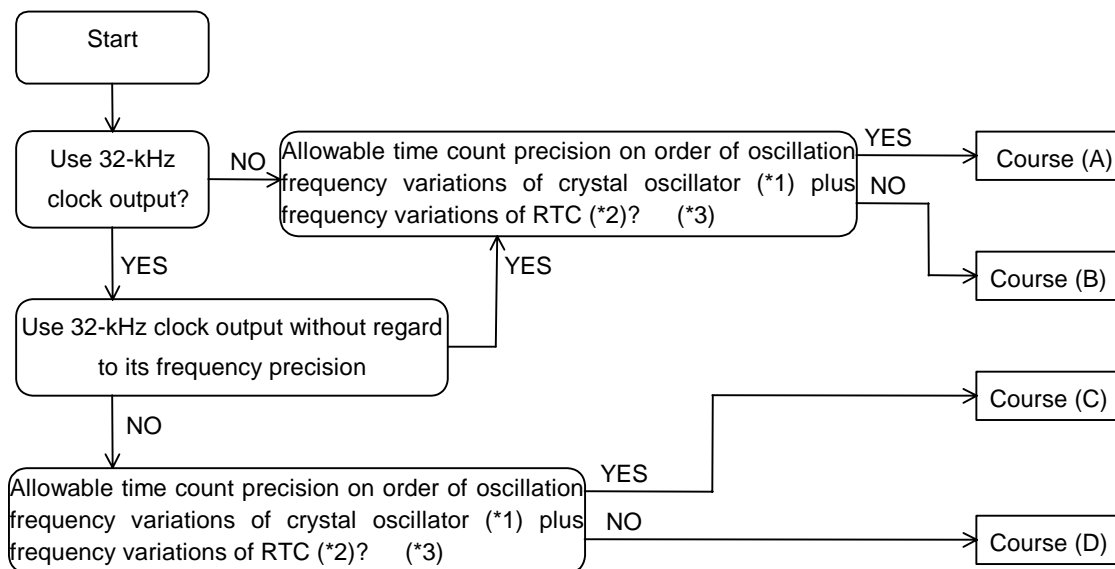 Start
Use 32-kHz
clock output?
NO
Allowable time count precision on order of oscillation
frequency variations of crystal oscillator (*1) plus
frequency variations of RTC (*2)? (*3)
YES
Course (A)
NO
Course (B)
YES
YES
Use 32-kHz clock output without regard
to its frequency precision
Course (C)
NO
Allowable time count precision on order of oscillation
frequency variations of crystal oscillator (*1) plus
frequency variations of RTC (*2)? (*3)
YES
NO
Course (D)